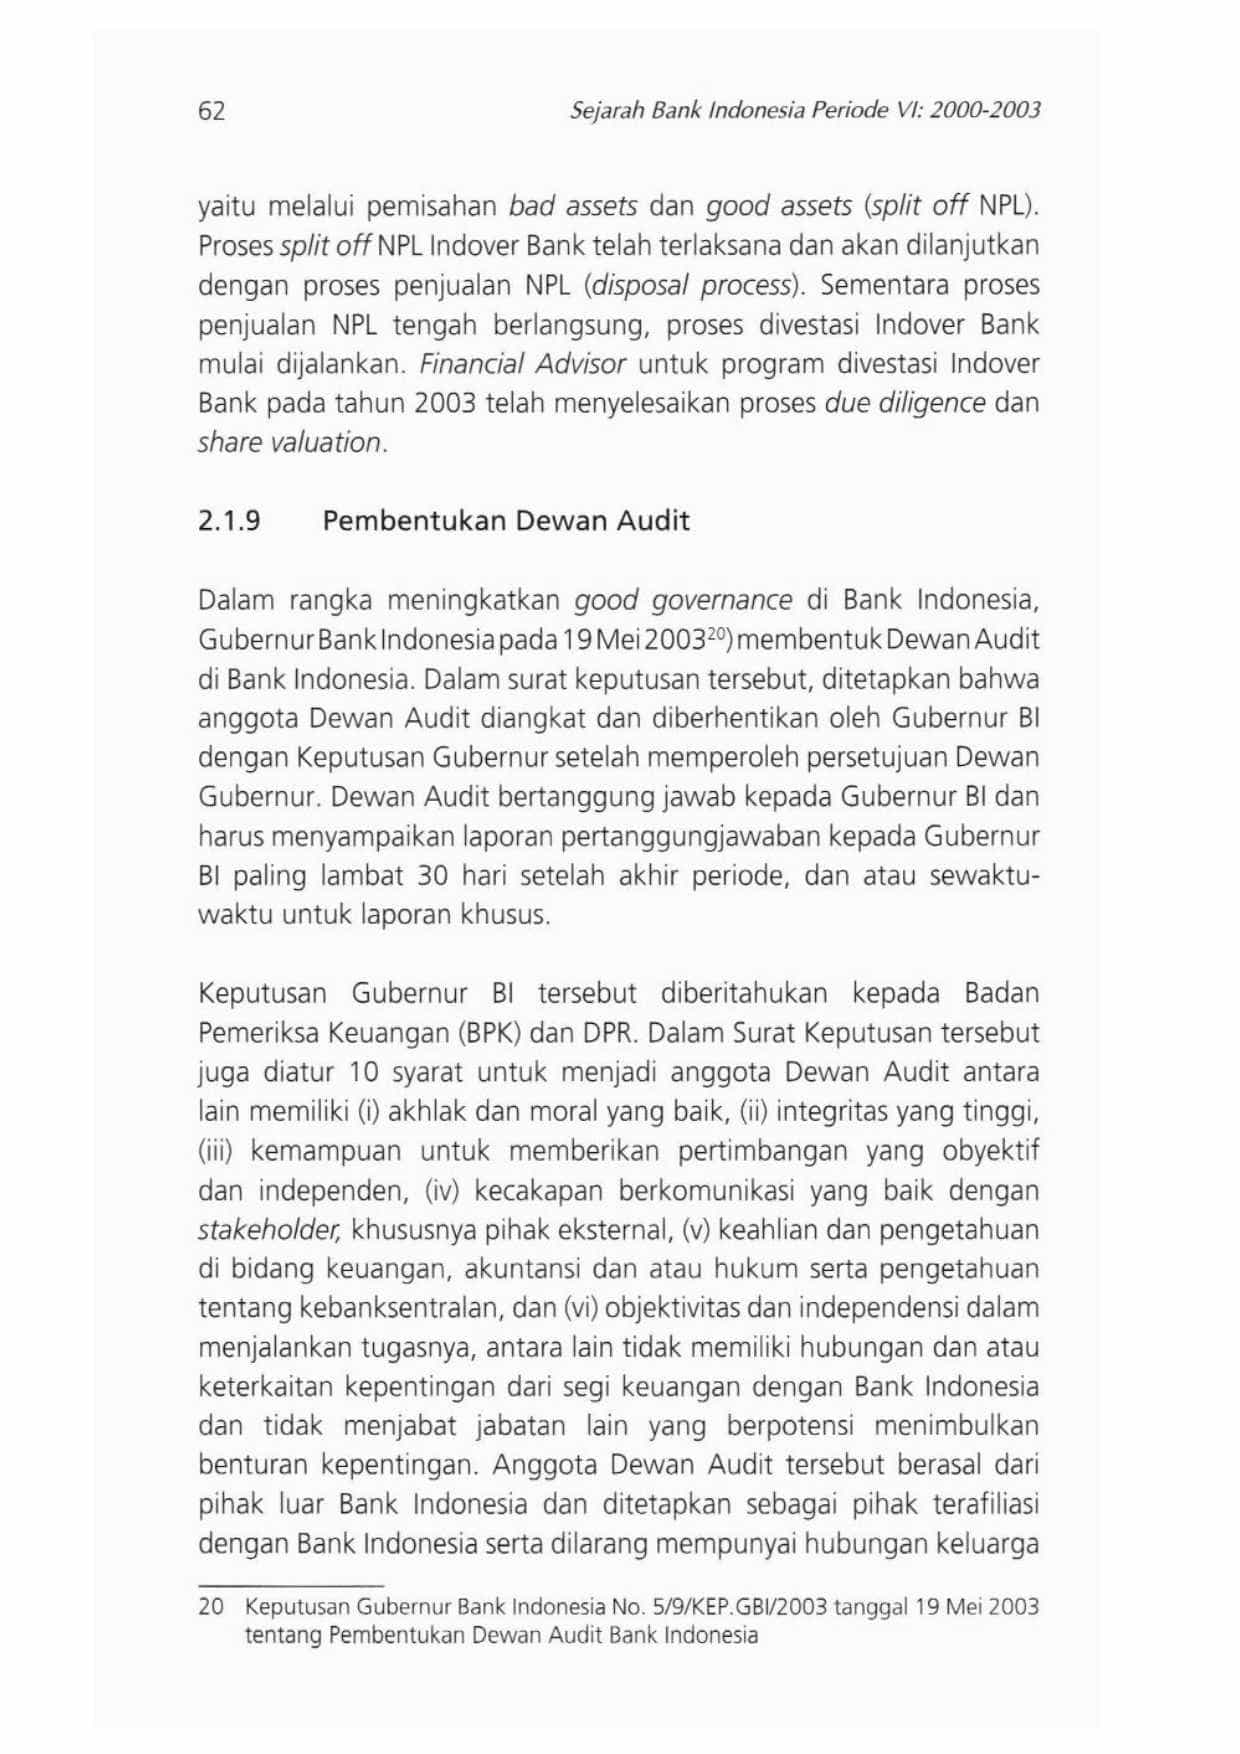 62 Sejarah Bank Indonesia Periode VI: 2000-2003
yaitu melalui pemisahan bad assets dan good assets (split off NPL).
Proses split off NPL Indover Bank telah terlaksana dan akan dilanjutkan
dengan proses penjualan NPL (disposal process). Sementara proses
penjualan NPL tengah berlangsung, proses divestasi Indover Bank
mulai dijalankan. Financial Advisor untuk program divestasi Indover
Bank pada tahun 2003 telah menyelesaikan proses due diligence dan
share valuation.
2.1.9 Pembentukan Dewan Audit
Dalam rangka meningkatkan good governance di Bank Indonesia,
Gubernur Bank Indonesia pada 19 Mei 2003²⁰) membentuk Dewan Audit
di Bank Indonesia. Dalam surat keputusan tersebut, ditetapkan bahwa
anggota Dewan Audit diangkat dan diberhentikan oleh Gubernur BI
dengan Keputusan Gubernur setelah memperoleh persetujuan Dewan
Gubernur. Dewan Audit bertanggung jawab kepada Gubernur BI dan
harus menyampaikan laporan pertanggungjawaban kepada Gubernur
BI paling lambat 30 hari setelah akhir periode, dan atau sewaktu-
waktu untuk laporan khusus.
Keputusan Gubernur BI tersebut diberitahukan kepada Badan
Pemeriksa Keuangan (BPK) dan DPR. Dalam Surat Keputusan tersebut
juga diatur 10 syarat untuk menjadi anggota Dewan Audit antara
lain memiliki (i) akhlak dan moral yang baik, (ii) integritas yang tinggi,
(iii) kemampuan untuk memberikan pertimbangan yang obyektif
dan independen, (iv) kecakapan berkomunikasi yang baik dengan
stakeholder, khususnya pihak eksternal, (v) keahlian dan pengetahuan
di bidang keuangan, akuntansi dan atau hukum serta pengetahuan
tentang kebanksentralan, dan (vi) objektivitas dan independensi dalam
menjalankan tugasnya, antara lain tidak memiliki hubungan dan atau
keterkaitan kepentingan dari segi keuangan dengan Bank Indonesia
dan tidak menjabat jabatan lain yang berpotensi menimbulkan
benturan kepentingan. Anggota Dewan Audit tersebut berasal dari
pihak luar Bank Indonesia dan ditetapkan sebagai pihak terafiliasi
dengan Bank Indonesia serta dilarang mempunyai hubungan keluarga
20 Keputusan Gubernur Bank Indonesia No. 5/9/KEP.GBI/2003 tanggal 19 Mei 2003
tentang Pembentukan Dewan Audit Bank Indonesia